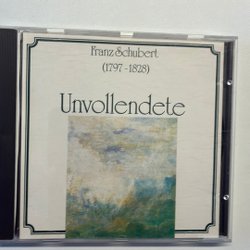 Franz Schubert
(1797-1828)
Unvollendete